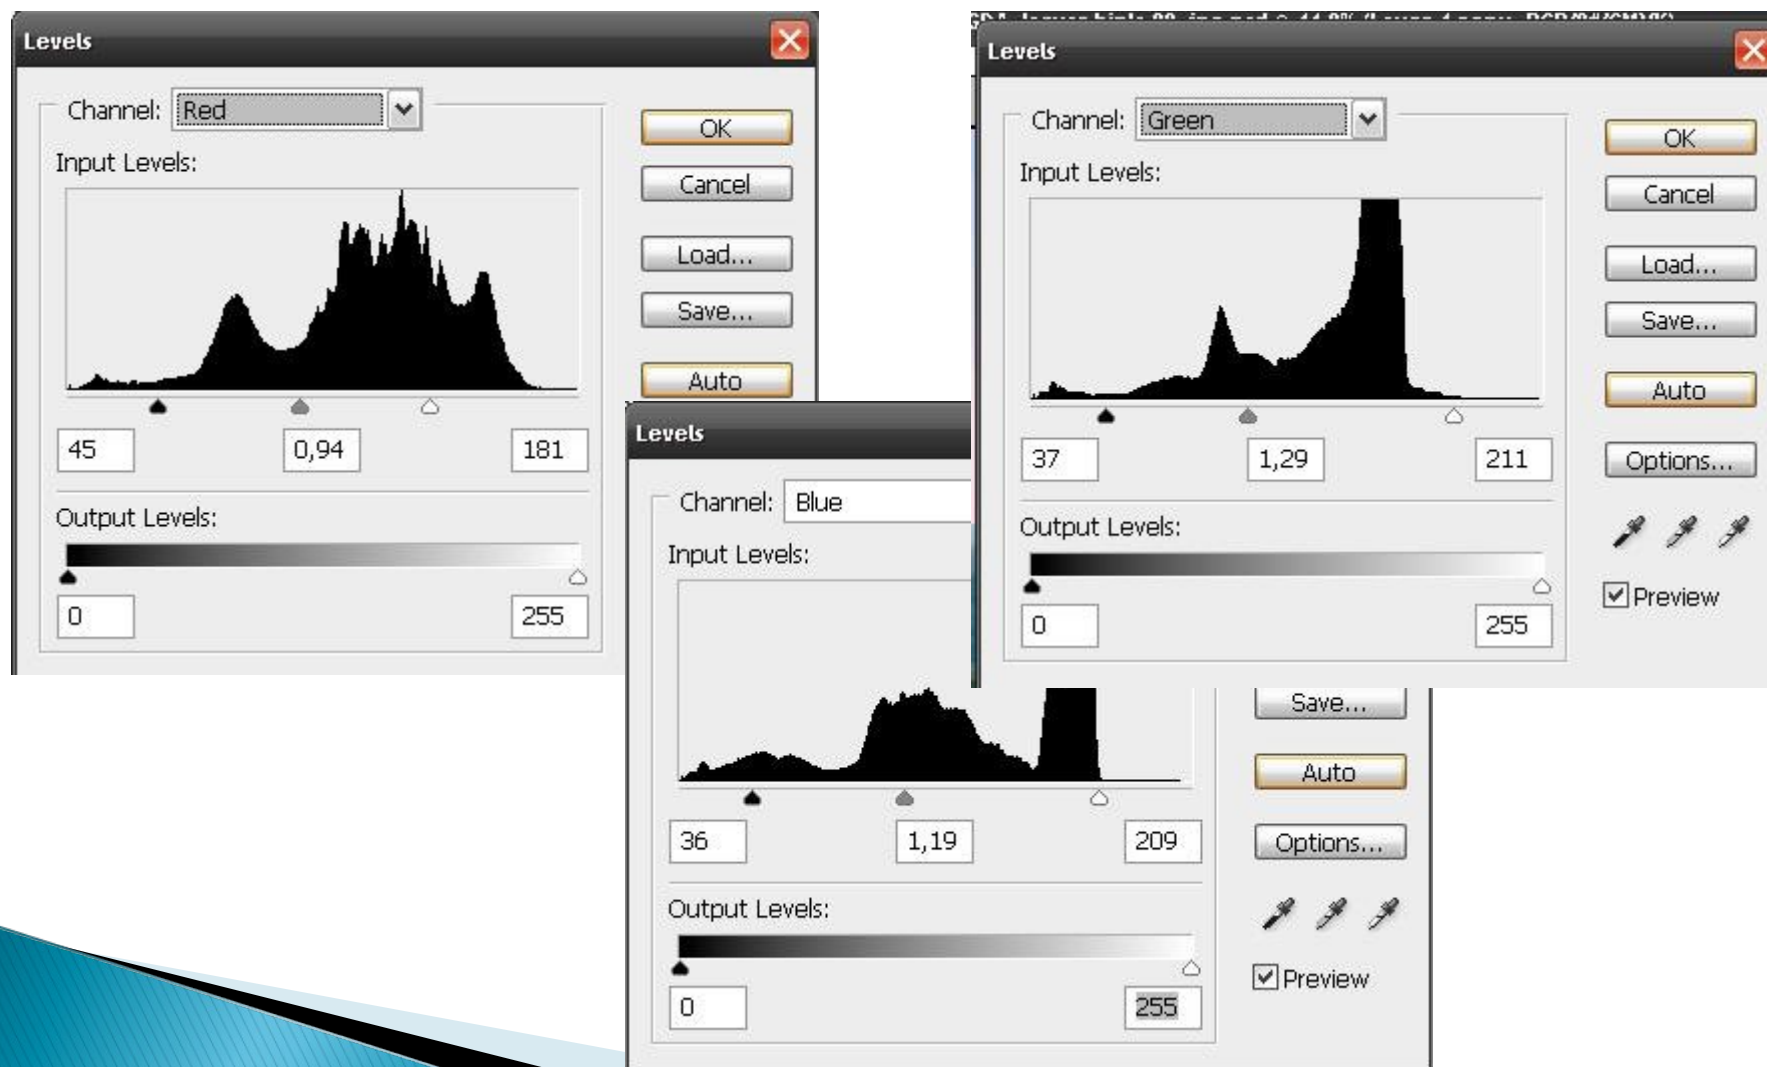 Levels
Channel: Red
Input Levels:
45 0,94 181
Output Levels:
0 255
OK
Cancel
Load...
Save...
Auto
Levels
Channel: Green
Input Levels:
37 1,29 211
Output Levels:
0 255
OK
Cancel
Load...
Save...
Auto
Options...
Preview
Levels
Channel: Blue
Input Levels:
36 1,19 209
Output Levels:
0 255
Save...
Auto
Options...
Preview